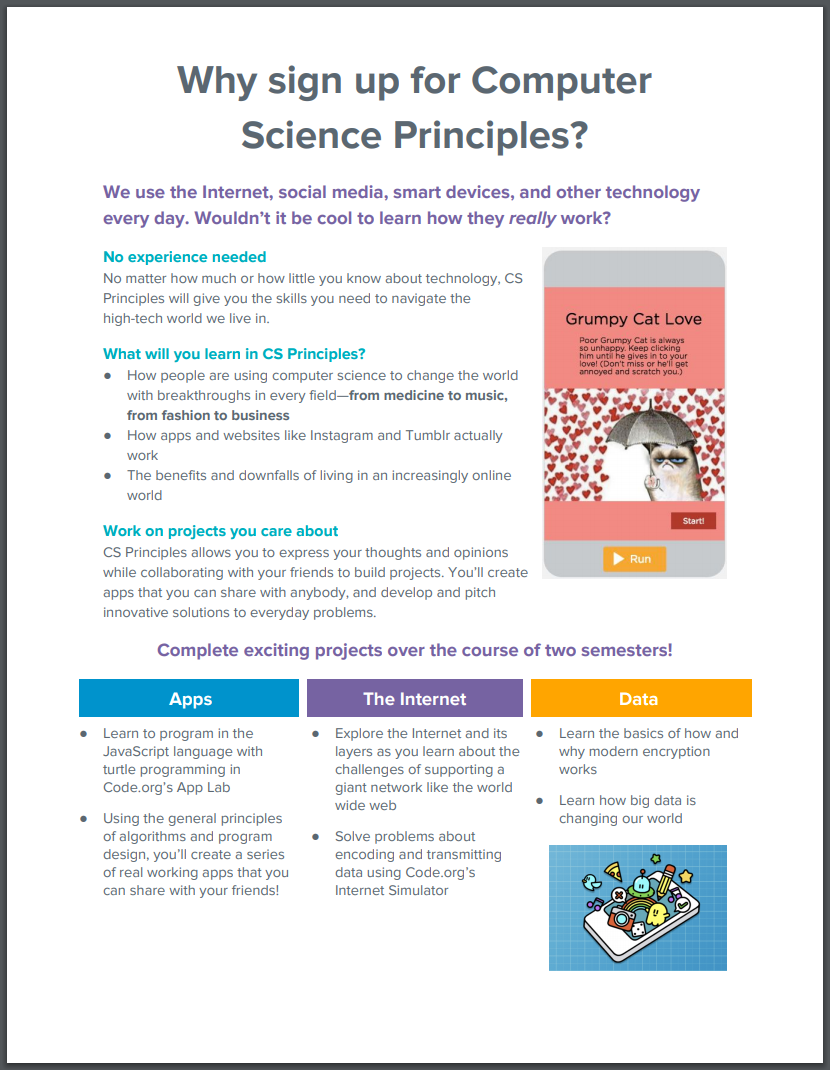 Why sign up for Computer
Science Principles?
We use the Internet, social media, smart devices, and other technology
every day. Wouldn’t it be cool to learn how they really work?
No experience needed
No matter how much or how little you know about technology, CS
Principles will give you the skills you need to navigate the
high-tech world we live in.
What will you learn in CS Principles?
● How people are using computer science to change the world
with breakthroughs in every field—from medicine to music,
from fashion to business
● How apps and websites like Instagram and Tumblr actually
work
● The benefits and downfalls of living in an increasingly online
world
Work on projects you care about
CS Principles allows you to express your thoughts and opinions
while collaborating with your friends to build projects. You’ll create
apps that you can share with anybody, and develop and pitch
innovative solutions to everyday problems.
Grumpy Cat Love
Poor Grumpy Cat is always
so unhappy. Keep clicking
him until he gives in to your
love! (Don't miss or he'll get
annoyed and scratch you.)
Start!
Run
Complete exciting projects over the course of two semesters!
Apps
● Learn to program in the
JavaScript language with
turtle programming in
Code.org’s App Lab
● Using the general principles
of algorithms and program
design, you’ll create a series
of real working apps that you
can share with your friends!
The Internet
● Explore the Internet and its
layers as you learn about the
challenges of supporting a
giant network like the world
wide web
● Solve problems about
encoding and transmitting
data using Code.org’s
Internet Simulator
Data
● Learn the basics of how and
why modern encryption
works
● Learn how big data is
changing our world